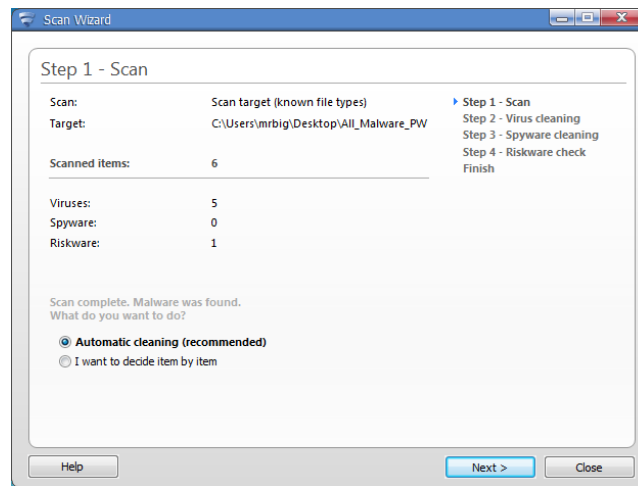 Scan Wizard
Step 1 - Scan
Scan: Scan target (known file types)
Target: C:\Users\mrbig\Desktop\All_Malware_PW
Scanned items: 6
Viruses: 5
Spyware: 0
Riskware: 1
Scan complete. Malware was found.
What do you want to do?
Automatic cleaning (recommended)
I want to decide item by item
Step 1 - Scan
Step 2 - Virus cleaning
Step 3 - Spyware cleaning
Step 4 - Riskware check
Finish
Help
Next >
Close